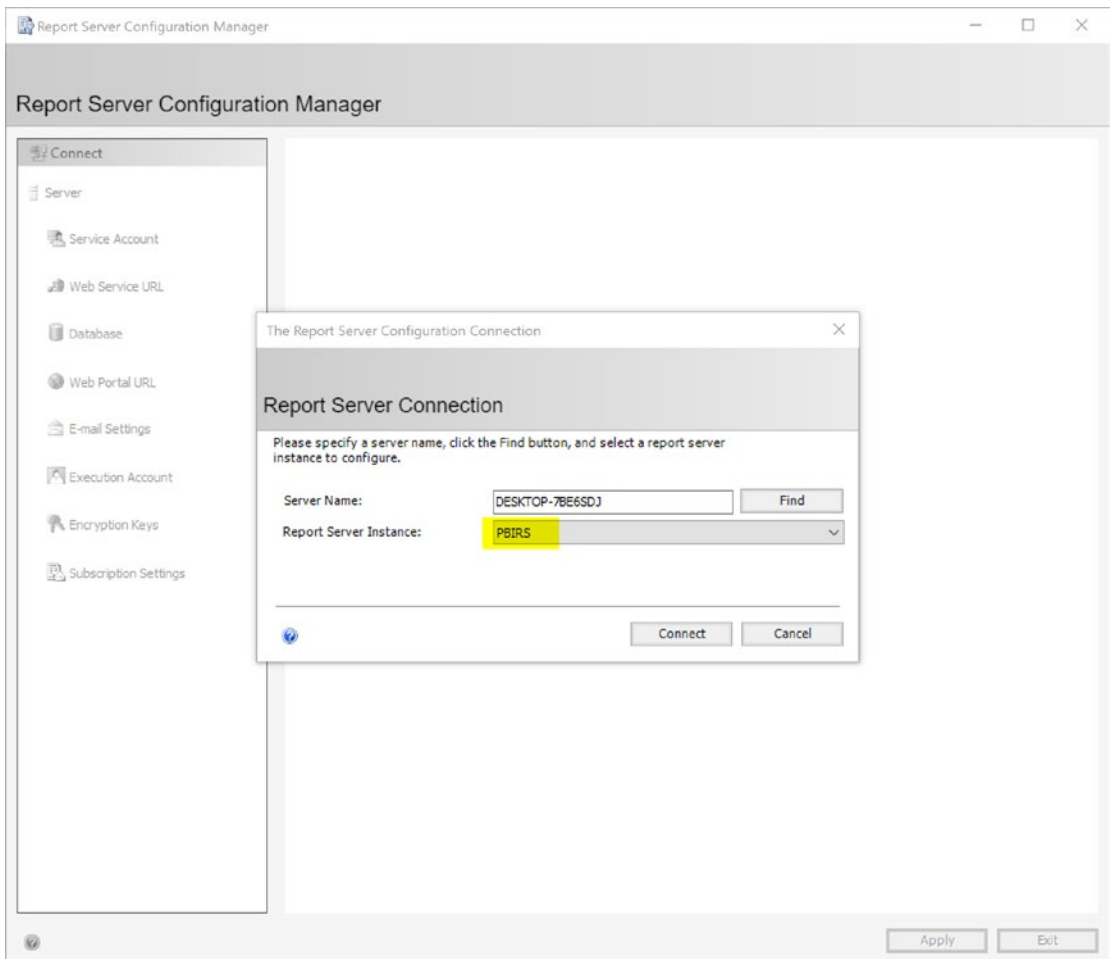 Report Server Configuration Manager
Report Server Configuration Manager
Connect
Server
Service Account
Web Service URL
Database
Web Portal URL
E-mail Settings
Execution Account
Encryption Keys
Subscription Settings
The Report Server Configuration Connection
Report Server Connection
Please specify a server name, click the Find button, and select a report server
instance to configure.
Server Name: DESKTOP-7BE6SDJ Find
Report Server Instance: PBIRS
Connect Cancel
Apply Exit